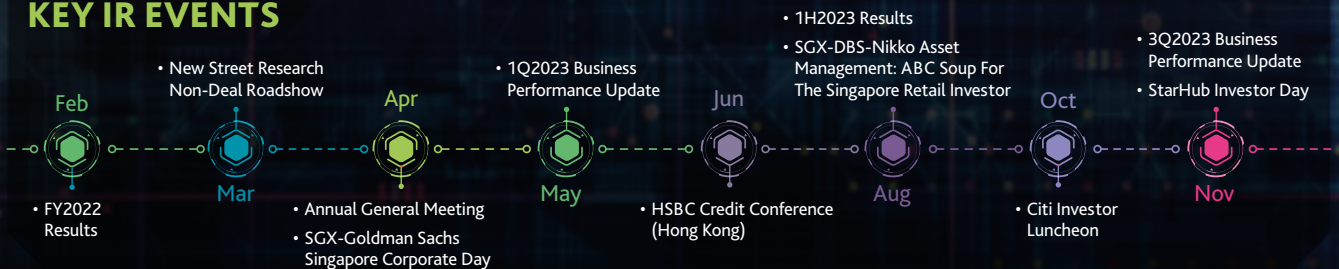 KEY IR EVENTS
Feb
• FY2022
Results
• New Street Research
Non-Deal Roadshow
Mar
Apr
• Annual General Meeting
• SGX-Goldman Sachs
Singapore Corporate Day
• 1Q2023 Business
Performance Update
May
Jun
• HSBC Credit Conference
(Hong Kong)
• 1H2023 Results
• SGX-DBS-Nikko Asset
Management: ABC Soup For
The Singapore Retail Investor
Aug
Oct
• Citi Investor
Luncheon
• 3Q2023 Business
Performance Update
• StarHub Investor Day
Nov